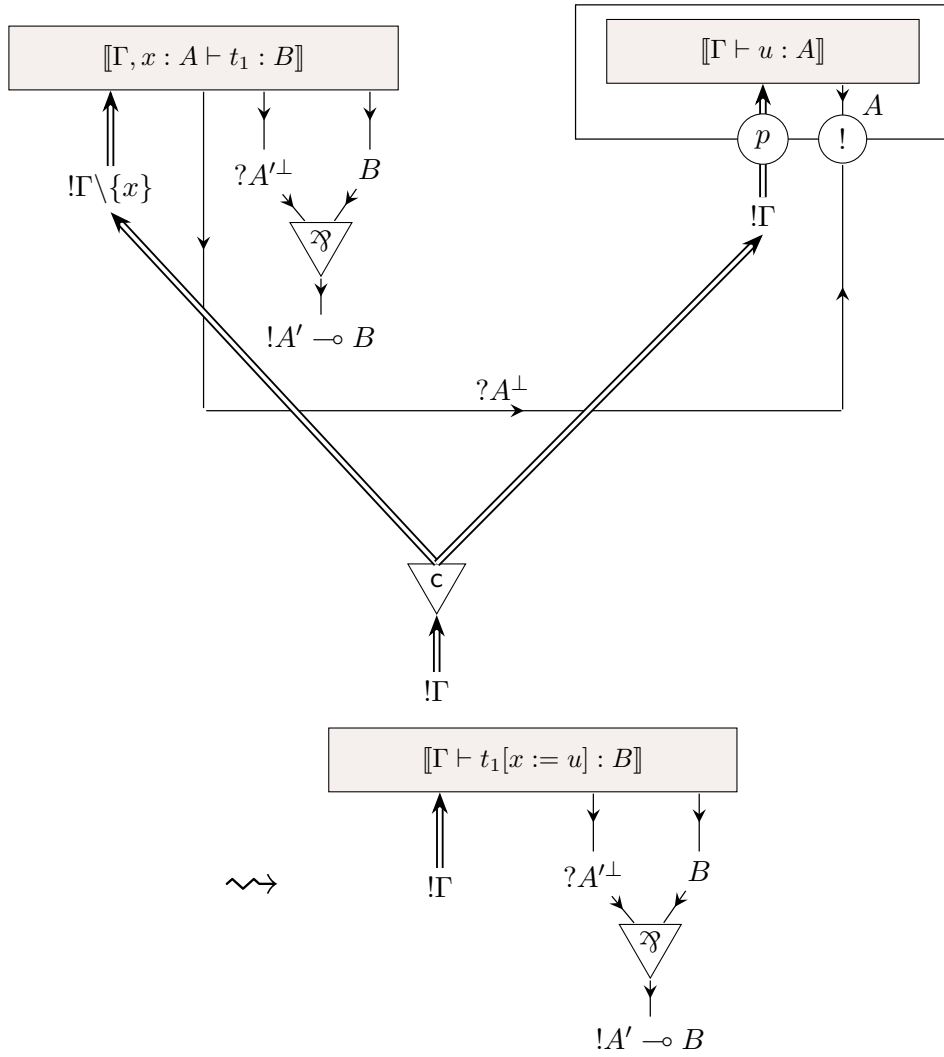 ⟦Γ, x : A ⊢ t₁ : B⟧
⟦Γ ⊢ u : A⟧
A
p
!
?A′⊥
B
!Γ\{x}
!Γ
⅋
!A′ ⊸ B
?A⊥
c
!Γ
⟦Γ ⊢ t₁[x := u] : B⟧
⇝
!Γ
?A′⊥
B
⅋
!A′ ⊸ B